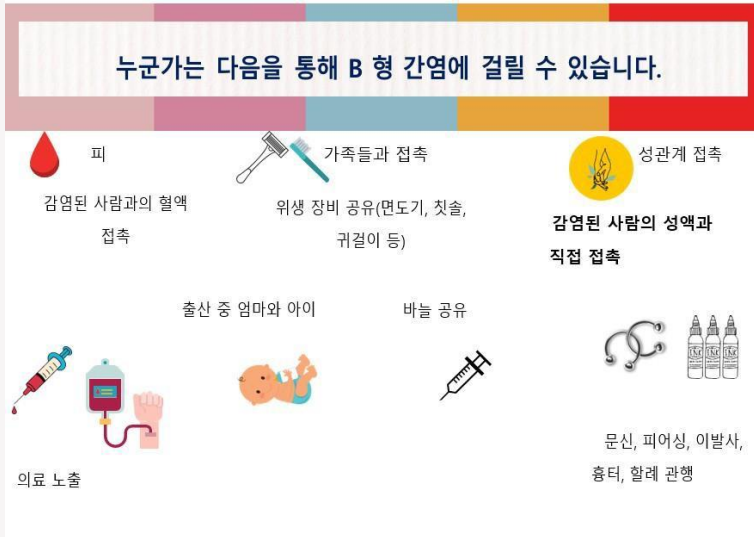 누군가는 다음을 통해 B 형 간염에 걸릴 수 있습니다.
피
감염된 사람과의 혈액
접촉
가족들과 접촉
위생 장비 공유(면도기, 칫솔,
귀걸이 등)
성관계 접촉
감염된 사람의 성액과
직접 접촉
의료 노출
출산 중 엄마와 아이
바늘 공유
문신, 피어싱, 이발사,
흉터, 할례 관행